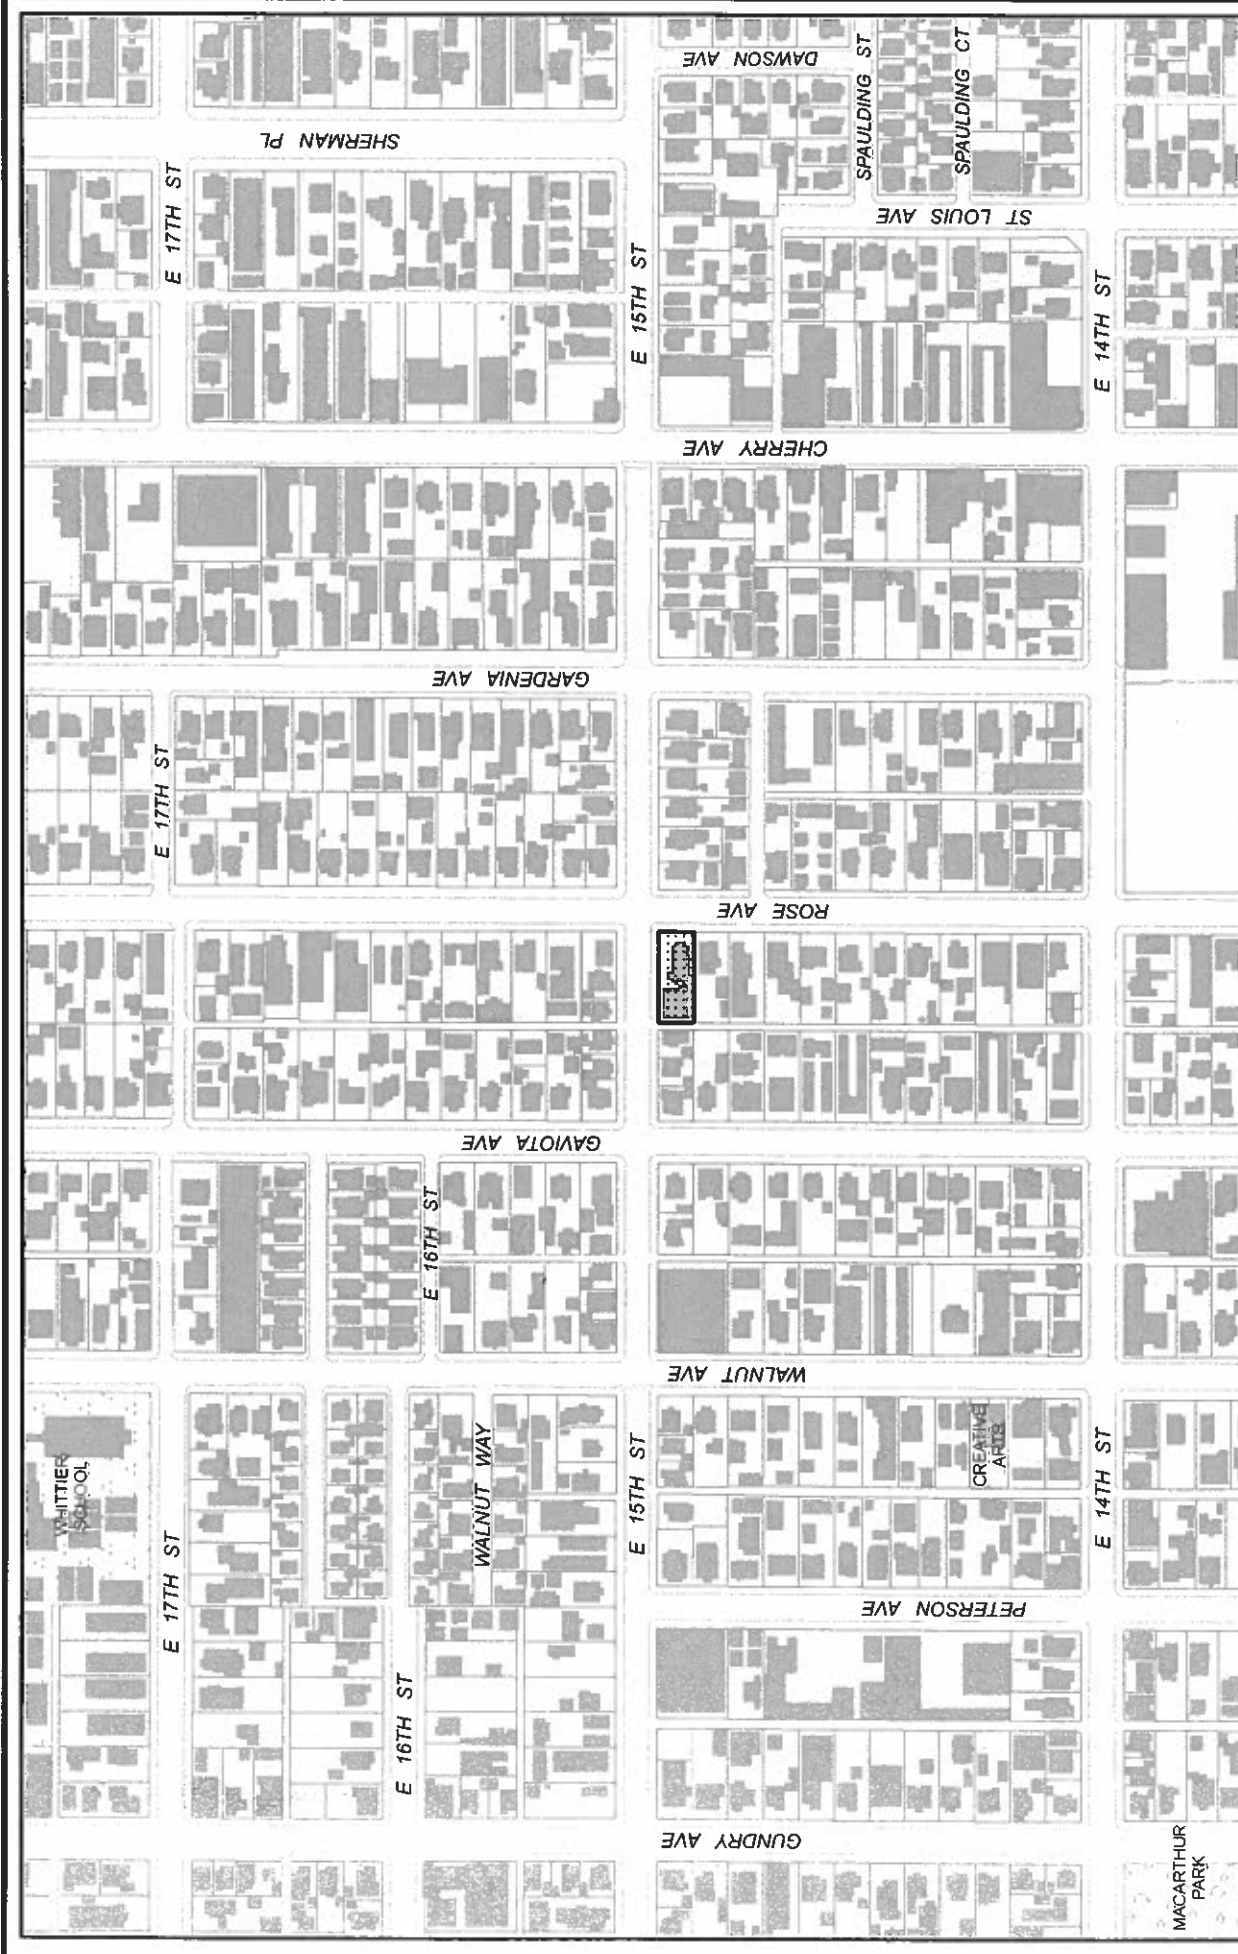 DAWSON AVE
SPAULDING ST
SPAULDING CT
SHERMAN PL
E 17TH ST
ST LOUIS AVE
E 15TH ST
E 14TH ST
CHERRY AVE
GARDENIA AVE
E 17TH ST
ROSE AVE
GAVIOTA AVE
E 16TH ST
WALNUT AVE
WHITTIER
SCHOOL
WALNUT WAY
CREATIVE
ARTS
E 15TH ST
E 14TH ST
E 17TH ST
PETERSON AVE
E 16TH ST
GUNDRY AVE
MACARTHUR
PARK